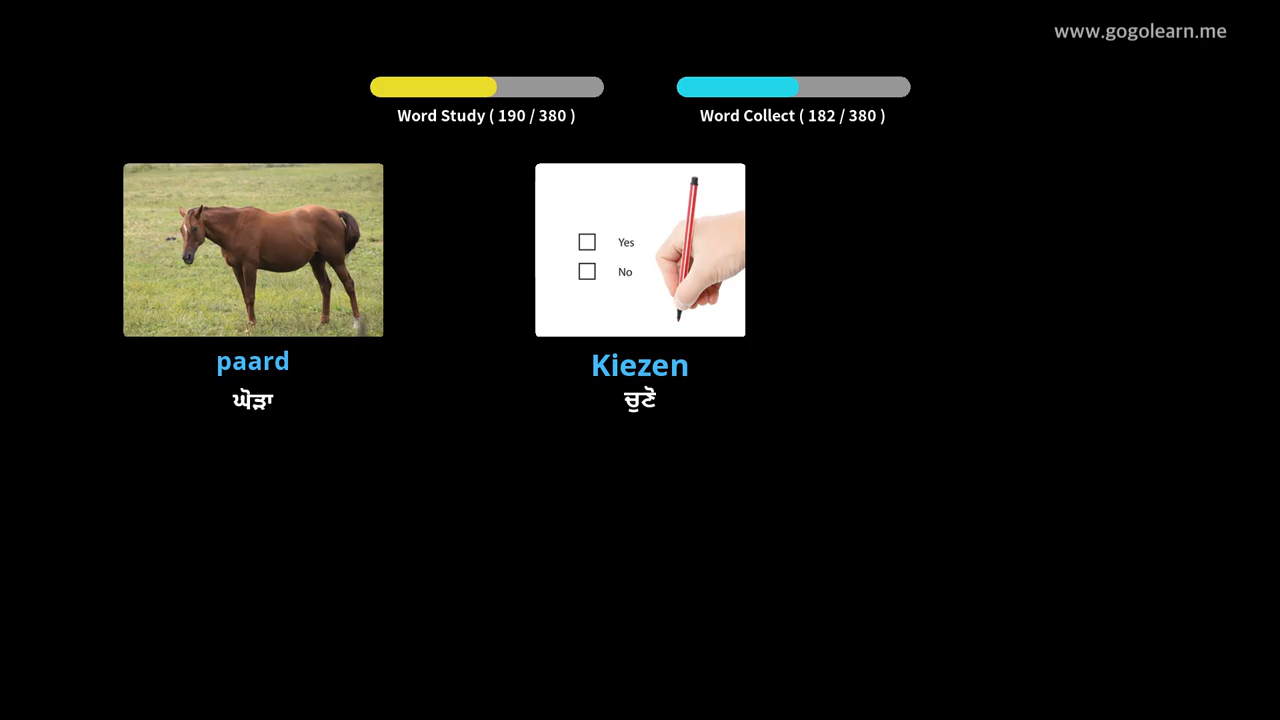 www.gogolearn.me
Word Study ( 190 / 380 )
Word Collect ( 182 / 380 )
Yes
No
paard
ਘੋੜਾ
Kiezen
ਚੁਣੋ